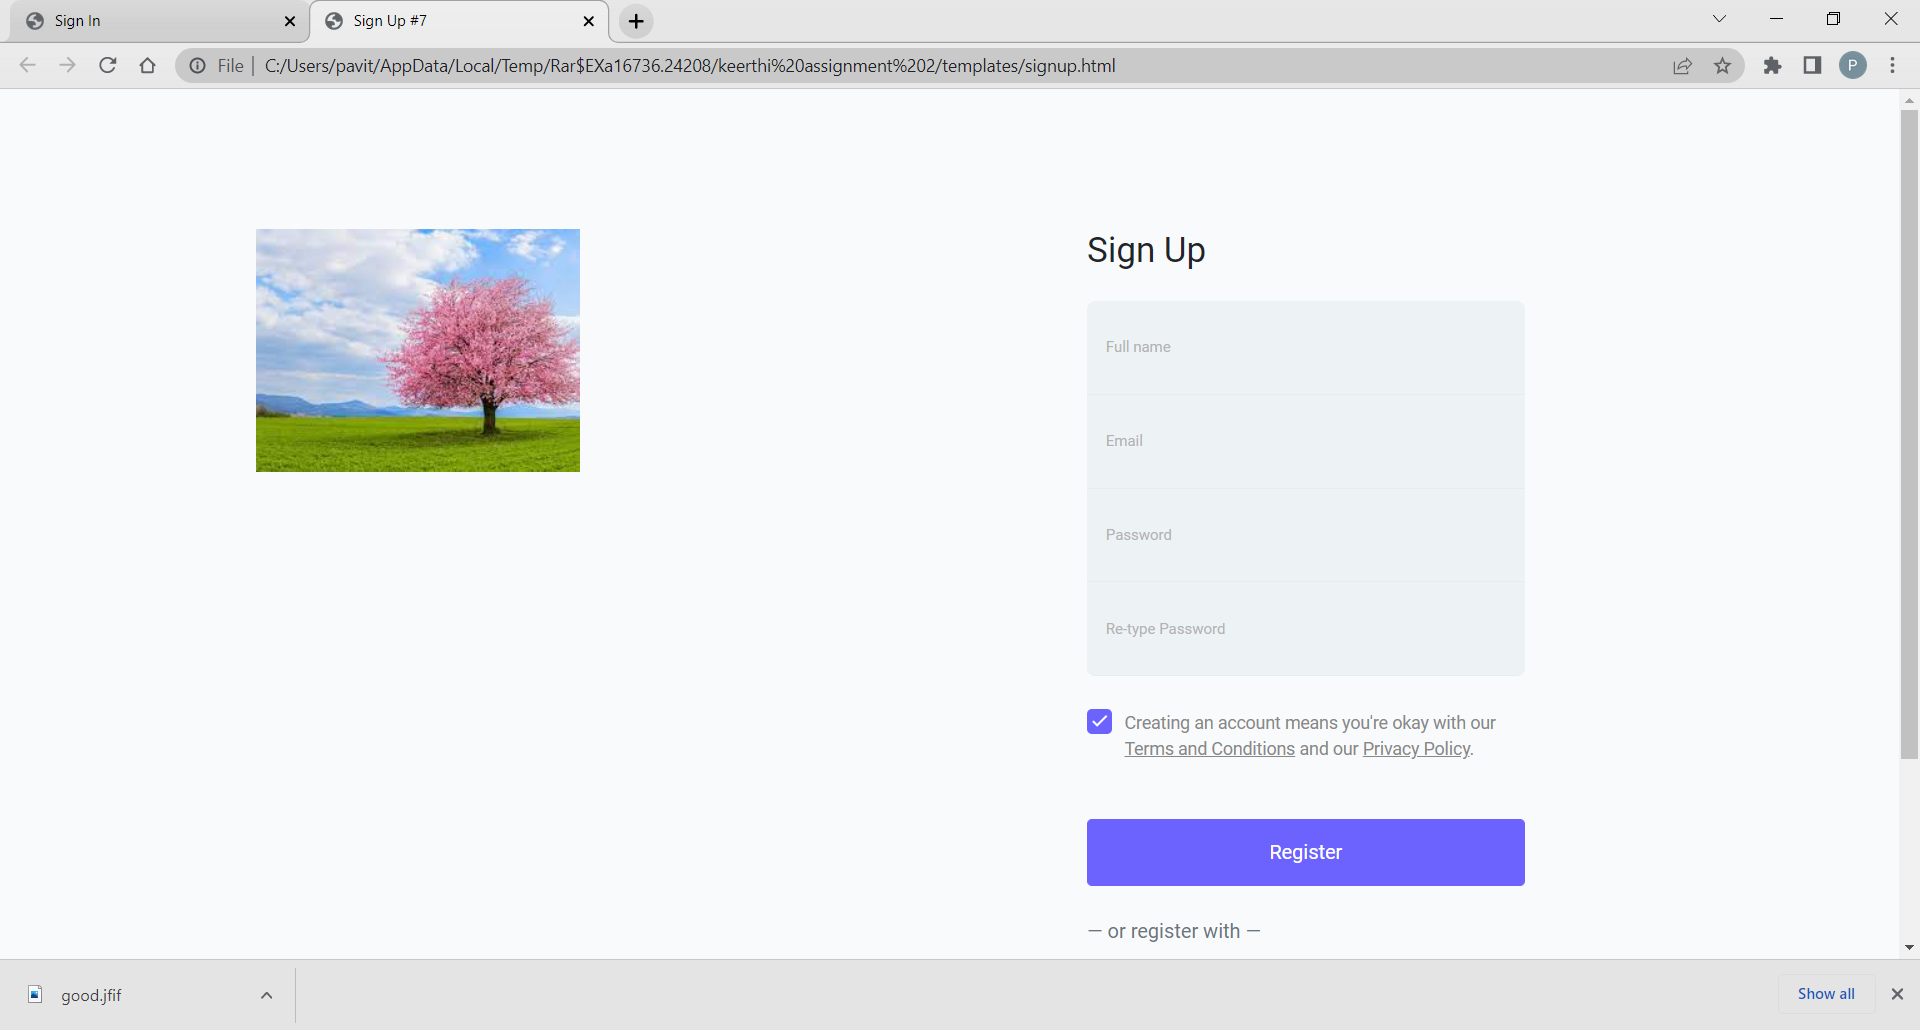 Sign In
Sign Up #7
File
C:/Users/pavit/AppData/Local/Temp/Rar$EXa16736.24208/keerthi%20assignment%202/templates/signup.html
P
Sign Up
Full name
Email
Password
Re-type Password
Creating an account means you're okay with our
Terms and Conditions and our Privacy Policy.
Register
— or register with —
good.jfif
Show all